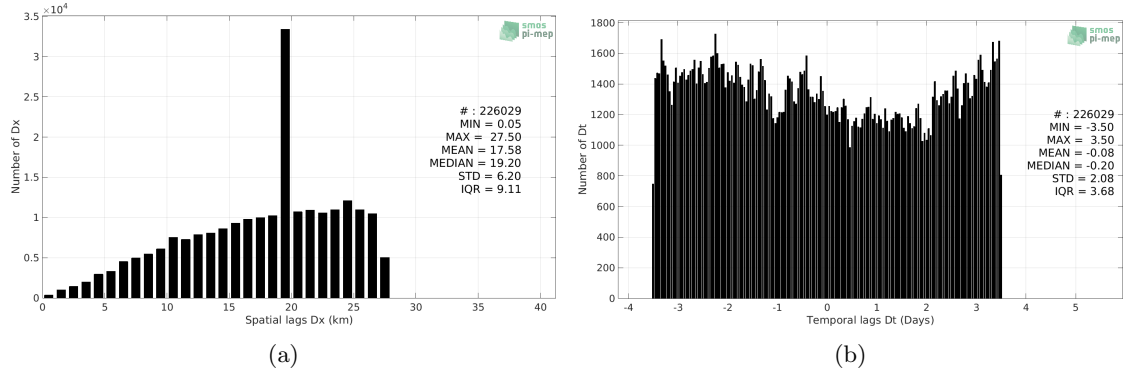 ×10⁴
3.5
3
2.5
2
1.5
1
0.5
0
0
5
10
15
20
25
30
35
40
Number of Dx
Spatial lags Dx (km)
smos
pi-mep
# : 226029
MIN = 0.05
MAX = 27.50
MEAN = 17.58
MEDIAN = 19.20
STD = 6.20
IQR = 9.11
(a)
1800
1600
1400
1200
1000
800
600
400
200
0
-4
-3
-2
-1
0
1
2
3
4
5
Number of Dt
Temporal lags Dt (Days)
smos
pi-mep
# : 226029
MIN = -3.50
MAX = 3.50
MEAN = -0.08
MEDIAN = -0.20
STD = 2.08
IQR = 3.68
(b)